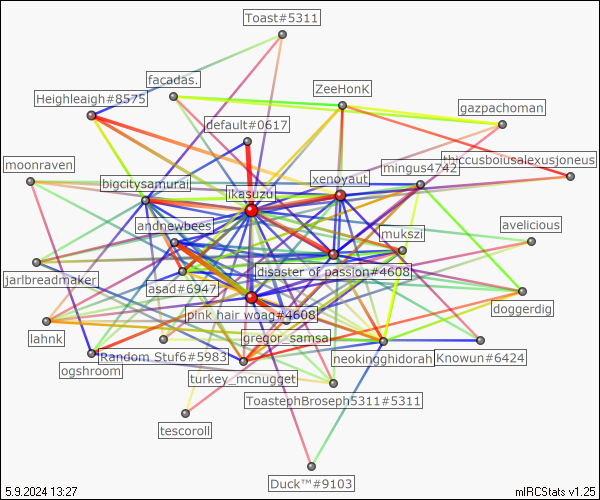 Toast#5311
facadas.
ZeeHonK
Heighleaigh#8575
gazpachoman
default#0617
moonraven
thiccusboiusalexusjoneus
mingus4742
bigcitysamurai
ikasuzu
xenoyaut
andnewbees
avelicious
mukszi
disaster of passion#4608
jarlbreadmaker
asad#6947
doggerdig
pink hair woag#4608
lahnk
gregor_samsa
Random Stuf6#5983
neokingghidorah
Knowun#6424
ogshroom
turkey_mcnugget
ToastephBroseph5311#5311
tescoroll
Duck™#9103
5.9.2024 13:27
mIRCStats v1.25